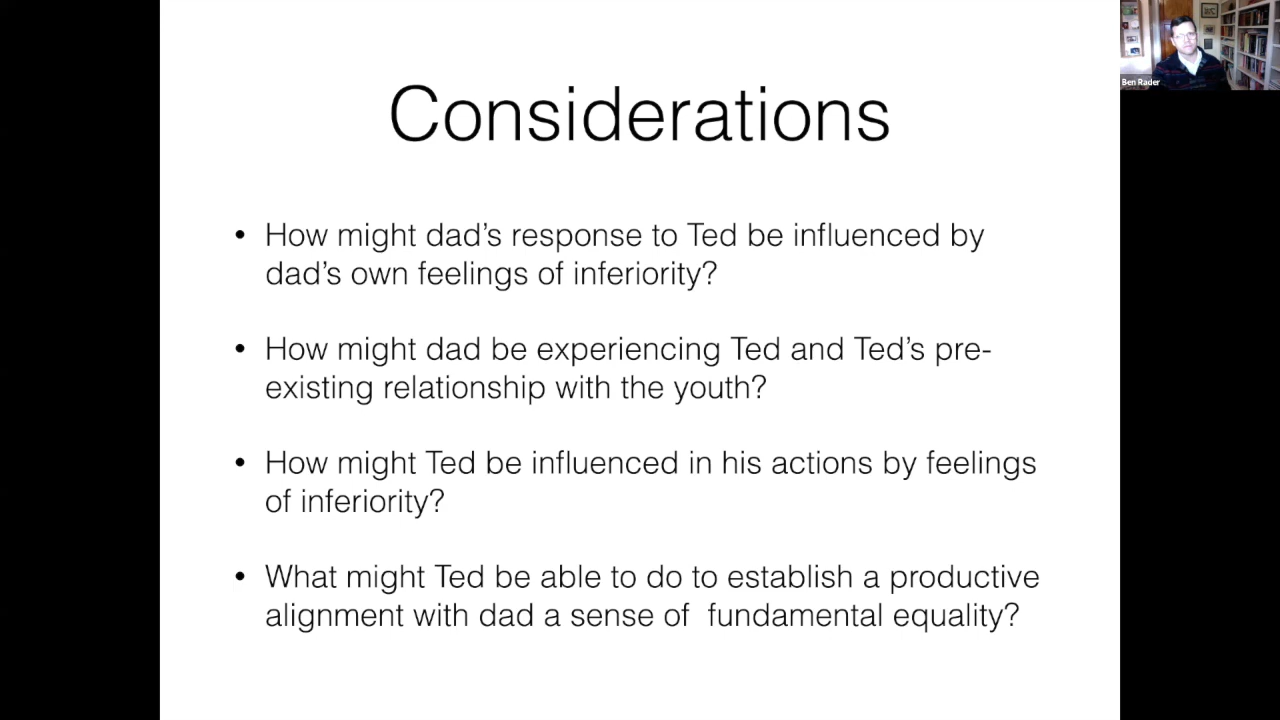 Considerations
• How might dad’s response to Ted be influenced by
dad’s own feelings of inferiority?
• How might dad be experiencing Ted and Ted’s pre-
existing relationship with the youth?
• How might Ted be influenced in his actions by feelings
of inferiority?
• What might Ted be able to do to establish a productive
alignment with dad a sense of  fundamental equality?
Ben Rader